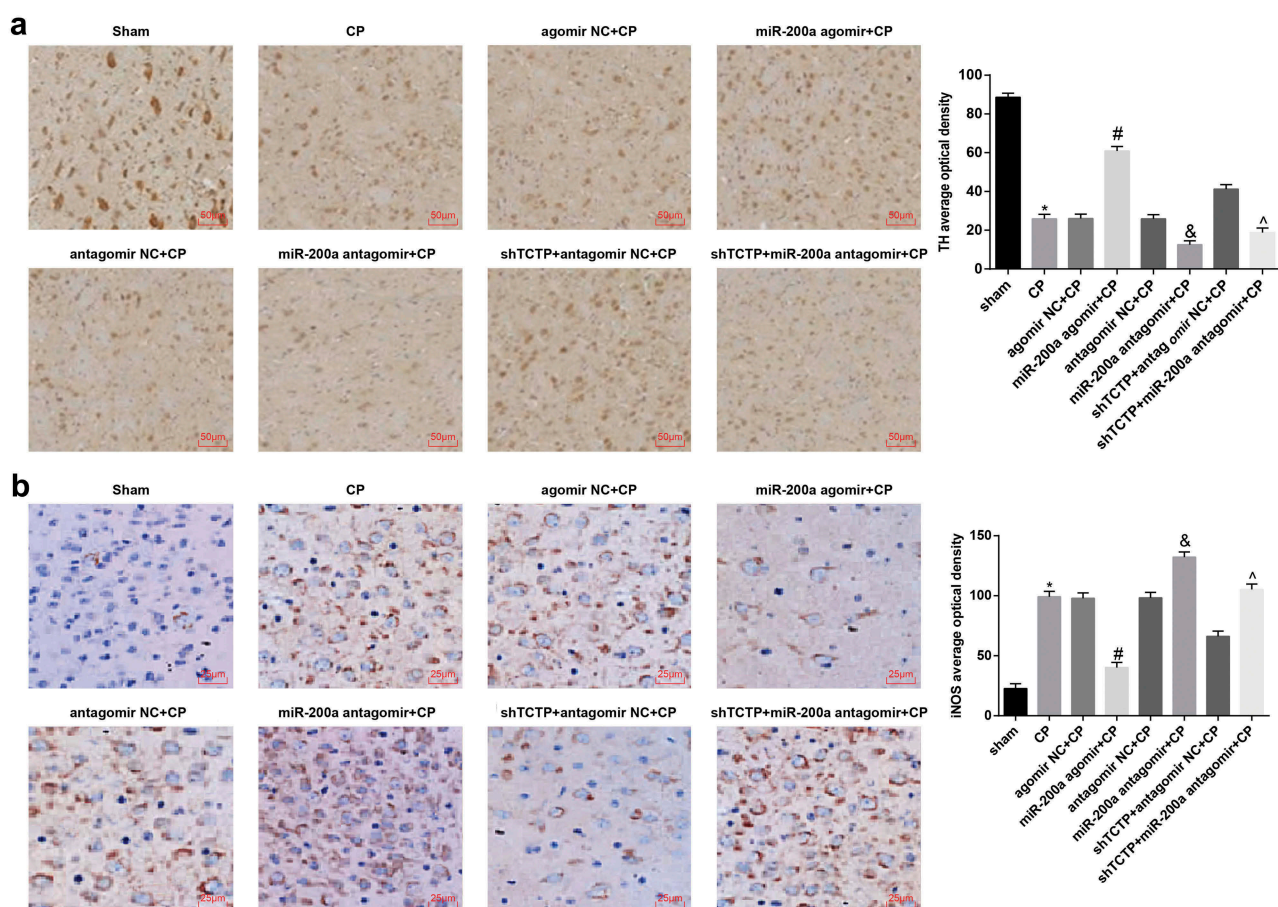 a
Sham
CP
agomir NC+CP
miR-200a agomir+CP
50µm
50µm
50µm
50µm
antagomir NC+CP
miR-200a antagomir+CP
shTCTP+antagomir NC+CP
shTCTP+miR-200a antagomir+CP
50µm
50µm
50µm
50µm
TH average optical density
100
80
60
40
20
0
*
#
&
^
sham
CP
agomir NC+CP
miR-200a agomir+CP
antagomir NC+CP
miR-200a antagomir+CP
shTCTP+antag omir NC+CP
shTCTP+miR-200a antagomir+CP
b
Sham
CP
agomir NC+CP
miR-200a agomir+CP
25µm
25µm
25µm
25µm
antagomir NC+CP
miR-200a antagomir+CP
shTCTP+antagomir NC+CP
shTCTP+miR-200a antagomir+CP
25µm
25µm
25µm
25µm
iNOS average optical density
150
100
50
0
*
#
&
^
sham
CP
agomir NC+CP
miR-200a agomir+CP
antagomir NC+CP
miR-200a antagomir+CP
shTCTP+antagomir NC+CP
shTCTP+miR-200a antagomir+CP